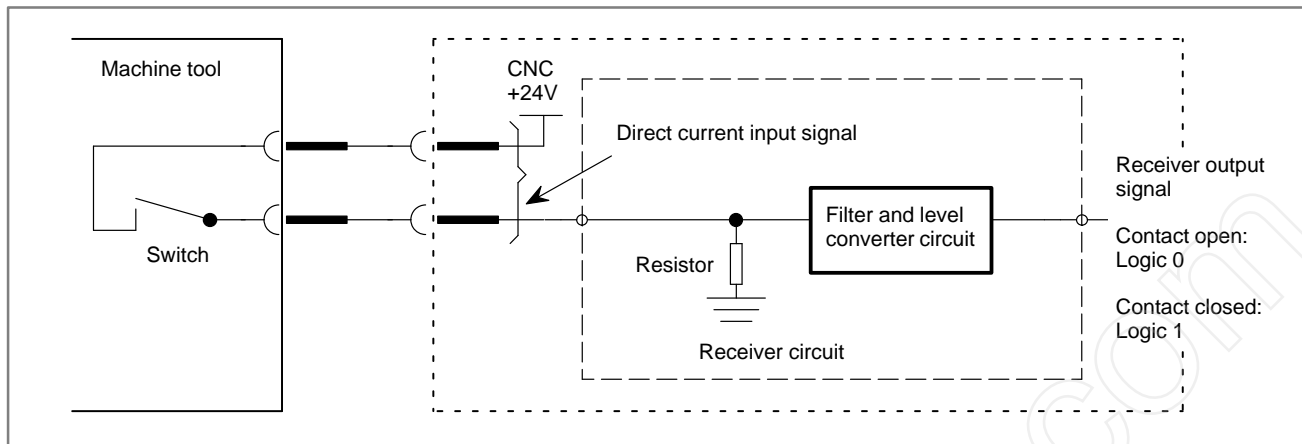 Machine tool
CNC
+24V
Direct current input signal
Receiver output
signal
Filter and level
converter circuit
Switch
Resistor
Contact open:
Logic 0
Contact closed:
Logic 1
Receiver circuit
com